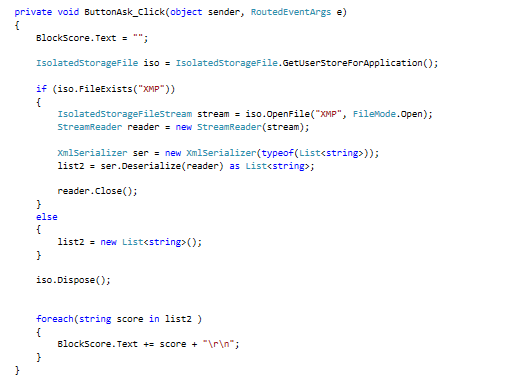 private void ButtonAsk_Click(object sender, RoutedEventArgs e)
{
BlockScore.Text = "";
IsolatedStorageFile iso = IsolatedStorageFile.GetUserStoreForApplication();
if (iso.FileExists("XMP"))
{
IsolatedStorageFileStream stream = iso.OpenFile("XMP", FileMode.Open);
StreamReader reader = new StreamReader(stream);
XmlSerializer ser = new XmlSerializer(typeof(List<string>));
list2 = ser.Deserialize(reader) as List<string>;
reader.Close();
}
else
{
list2 = new List<string>();
}
iso.Dispose();
foreach(string score in list2 )
{
BlockScore.Text += score + "\r\n";
}
}